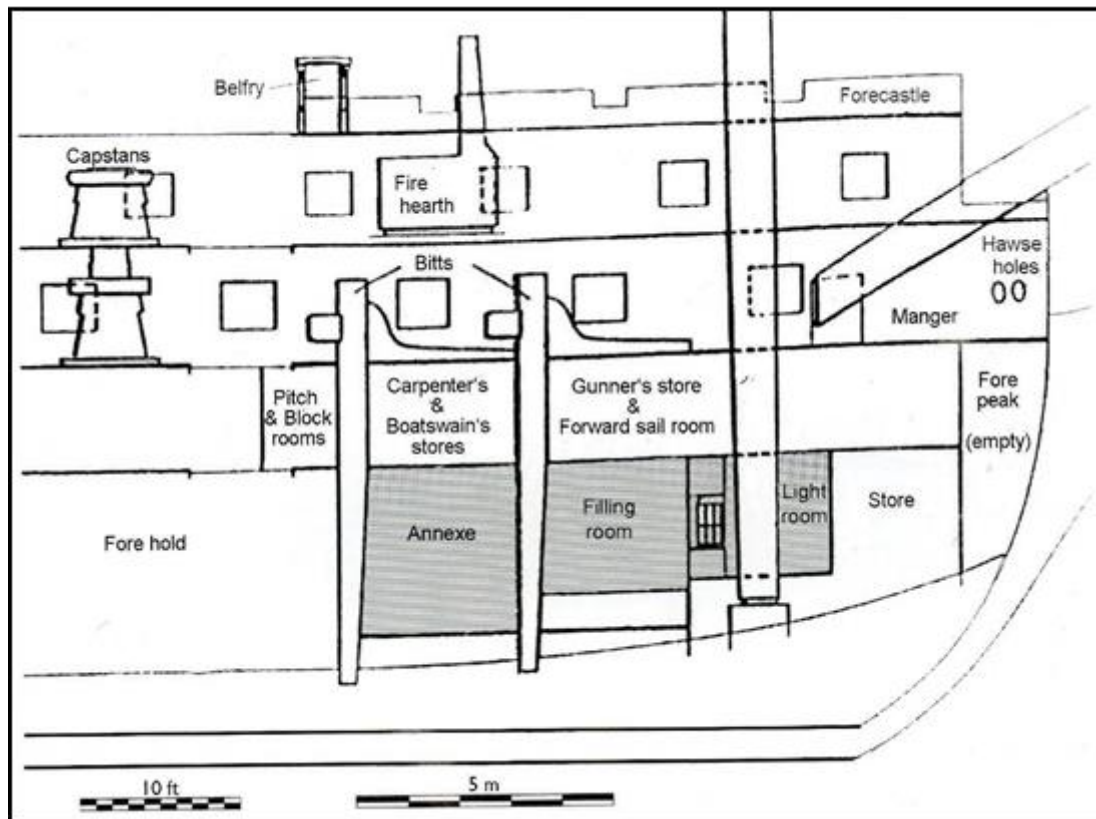 Belfry
Forecastle
Capstans
Fire
hearth
Bitts
Hawse
holes
Manger
Pitch
& Block
rooms
Carpenter's
&
Boatswain's
stores
Gunner's store
&
Forward sail room
Fore
peak
(empty)
Fore hold
Annexe
Filling
room
Light
room
Store
10 ft
5 m